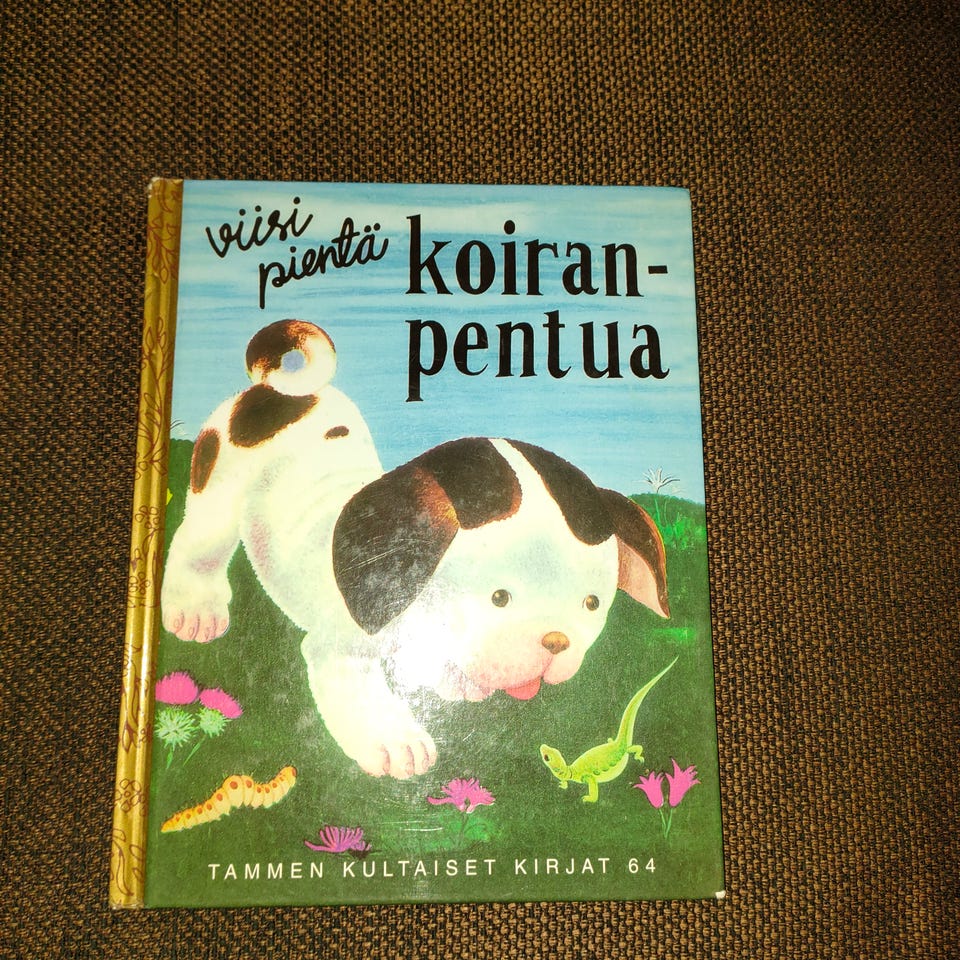 viisi
pientä
koiran-
pentua
TAMMEN KULTAISET KIRJAT 64